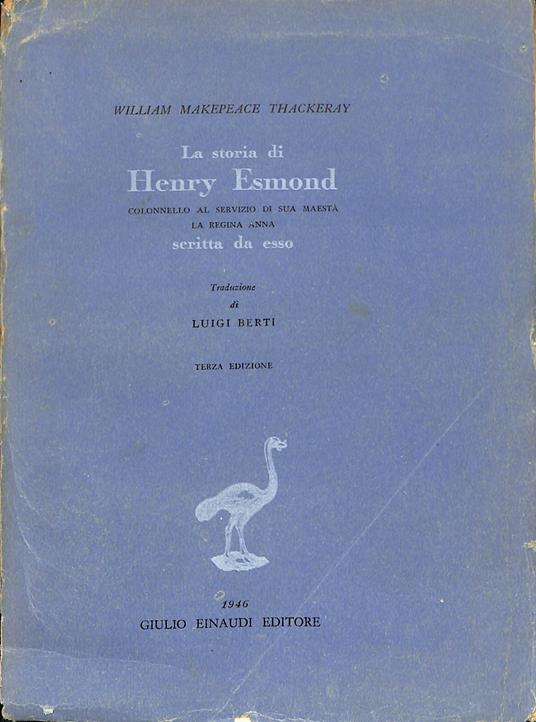 WILLIAM MAKEPEACE THACKERAY
La storia di
Henry Esmond
COLONNELLO AL SERVIZIO DI SUA MAESTÀ
LA REGINA ANNA
scritta da esso
Traduzione
di
LUIGI BERTI
TERZA EDIZIONE
1946
GIULIO EINAUDI EDITORE